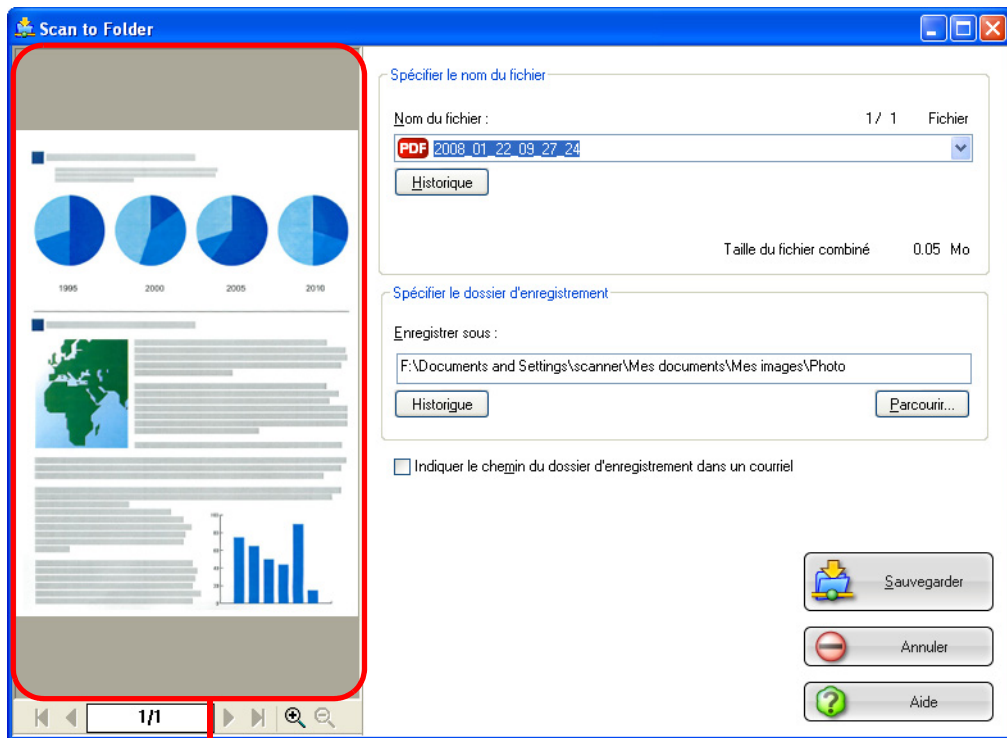 Scan to Folder
1995 2000 2005 2010
1/1
Spécifier le nom du fichier
Nom du fichier : 1/ 1 Fichier
PDF 2008_01_22_09_27_24
Historique
Taille du fichier combiné 0.05 Mo
Spécifier le dossier d'enregistrement
Enregistrer sous :
F:\Documents and Settings\scanner\Mes documents\Mes images\Photo
Historique Parcourir...
Indiquer le chemin du dossier d'enregistrement dans un courriel
Sauvegarder
Annuler
Aide